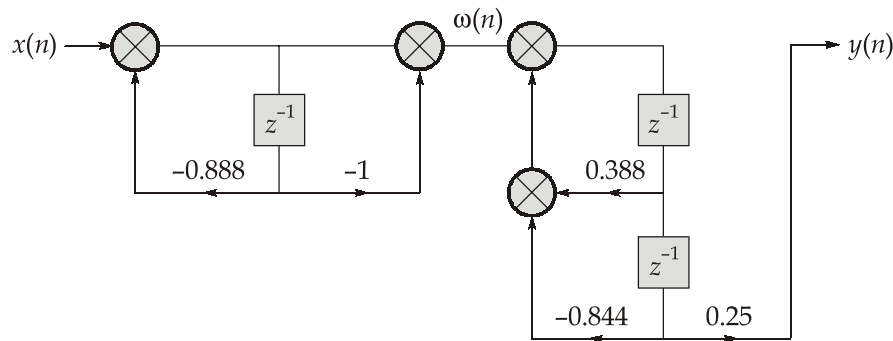 ω(n)
x(n)
y(n)
z⁻¹
z⁻¹
–0.888
–1
0.388
z⁻¹
–0.844
0.25